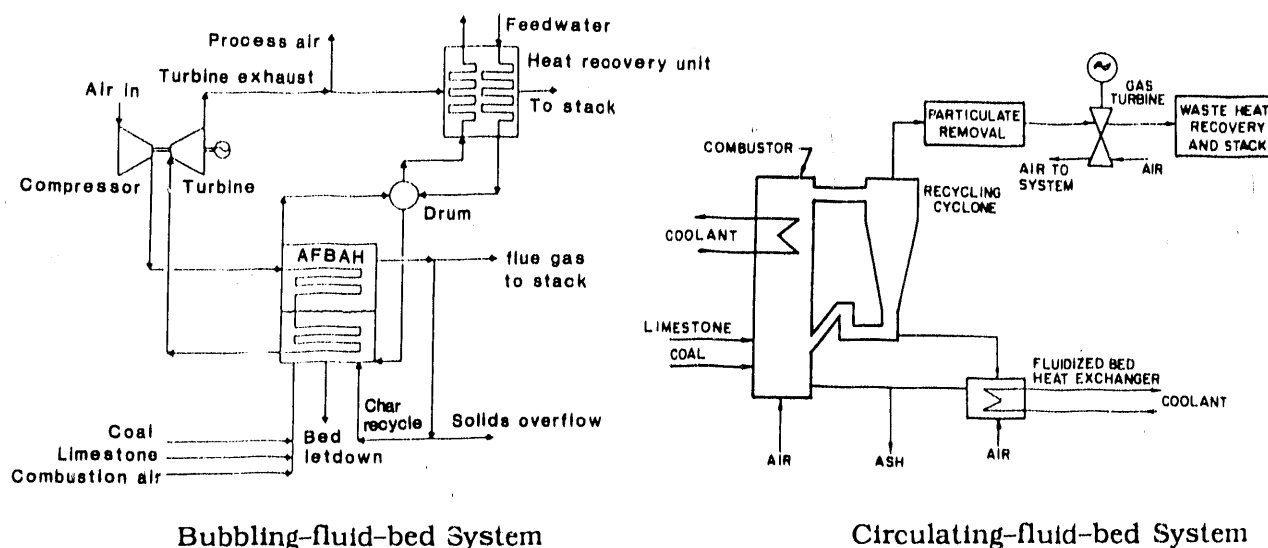 Feedwater
Process air
Heat recovery unit
Turbine exhaust
Air in
To stack
Compressor
Turbine
Drum
AFBAH
flue gas
to stack
Char
recycle
Solids overflow
Coal
Limestone
Combustion air
Bed
letdown
Bubbling-fluid-bed System
GAS
TURBINE
PARTICULATE
REMOVAL
WASTE HEAT
RECOVERY
AND STACK
COMBUSTOR
AIR TO
SYSTEM
AIR
RECYCLING
CYCLONE
COOLANT
LIMESTONE
COAL
FLUIDIZED BED
HEAT EXCHANGER
COOLANT
AIR
ASH
AIR
Circulating-fluid-bed System